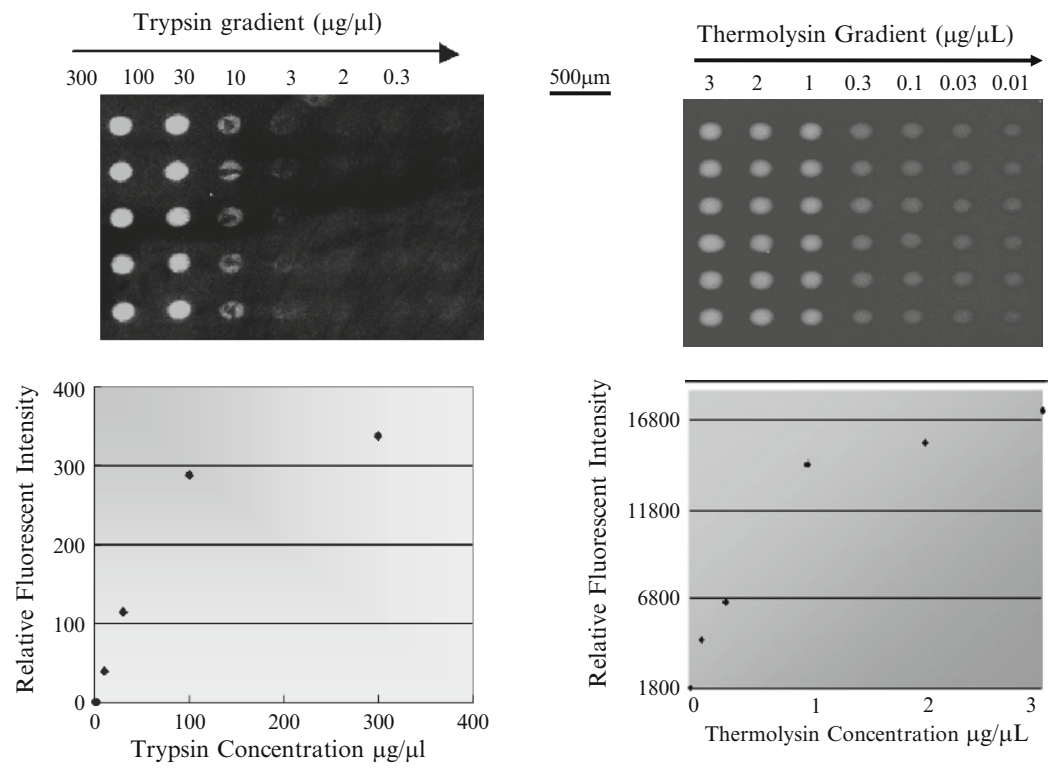 Trypsin gradient (µg/µl)
300 100 30 10 3 2 0.3
500µm
Thermolysin Gradient (µg/µL)
3 2 1 0.3 0.1 0.03 0.01
Relative Fluorescent Intensity
400
300
200
100
0
0 100 200 300 400
Trypsin Concentration µg/µl
Relative Fluorescent Intensity
16800
11800
6800
1800
0 1 2 3
Thermolysin Concentration µg/µL